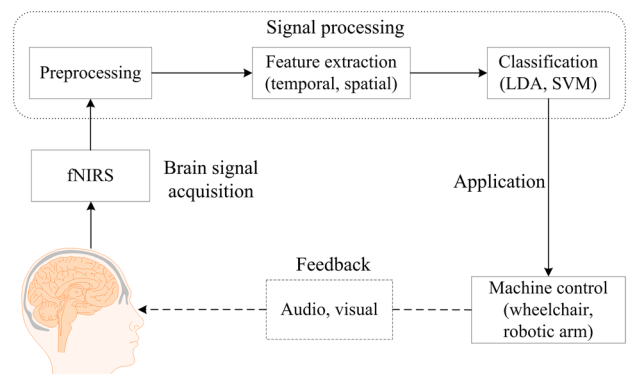 Signal processing
Preprocessing
Feature extraction
(temporal, spatial)
Classification
(LDA, SVM)
fNIRS
Brain signal
acquisition
Application
Feedback
Audio, visual
Machine control
(wheelchair,
robotic arm)